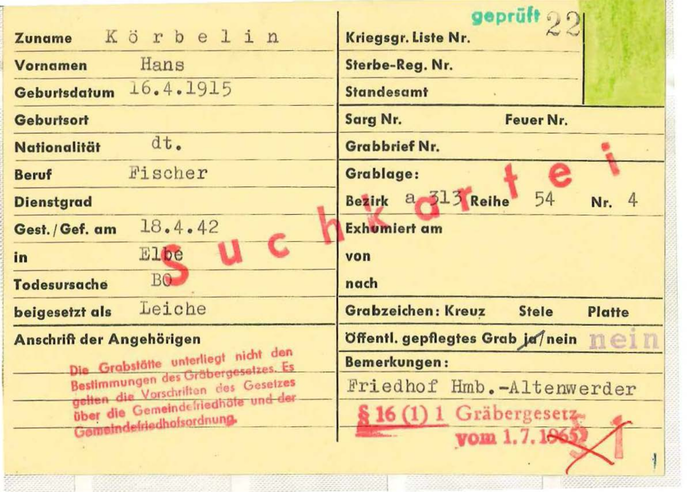 geprüft 22
Zuname Körbelin
Vornamen Hans
Geburtsdatum 16.4.1915
Geburtsort
Nationalität dt.
Beruf Fischer
Dienstgrad
Gest./Gef. am 18.4.42
in Elbe
Todesursache BO
beigesetzt als Leiche
Anschrift der Angehörigen
Die Grabstätte unterliegt nicht den
Bestimmungen des Gräbergesetzes. Es
gelten die Vorschriften des Gesetzes
über die Gemeindefriedhöfe und der
Gemeindefriedhofsordnung.
Suchkartei
Kriegsgr. Liste Nr.
Sterbe-Reg. Nr.
Standesamt
Sarg Nr. Feuer Nr.
Grabbrief Nr.
Grablage:
Bezirk a 313 Reihe 54 Nr. 4
Exhumiert am
von
nach
Grabzeichen: Kreuz Stele Platte
Öffentl. gepflegtes Grab ja/nein nein
Bemerkungen:
Friedhof Hmb.-Altenwerder
§ 16 (1) 1 Gräbergesetz
vom 1.7.1965
§ 1